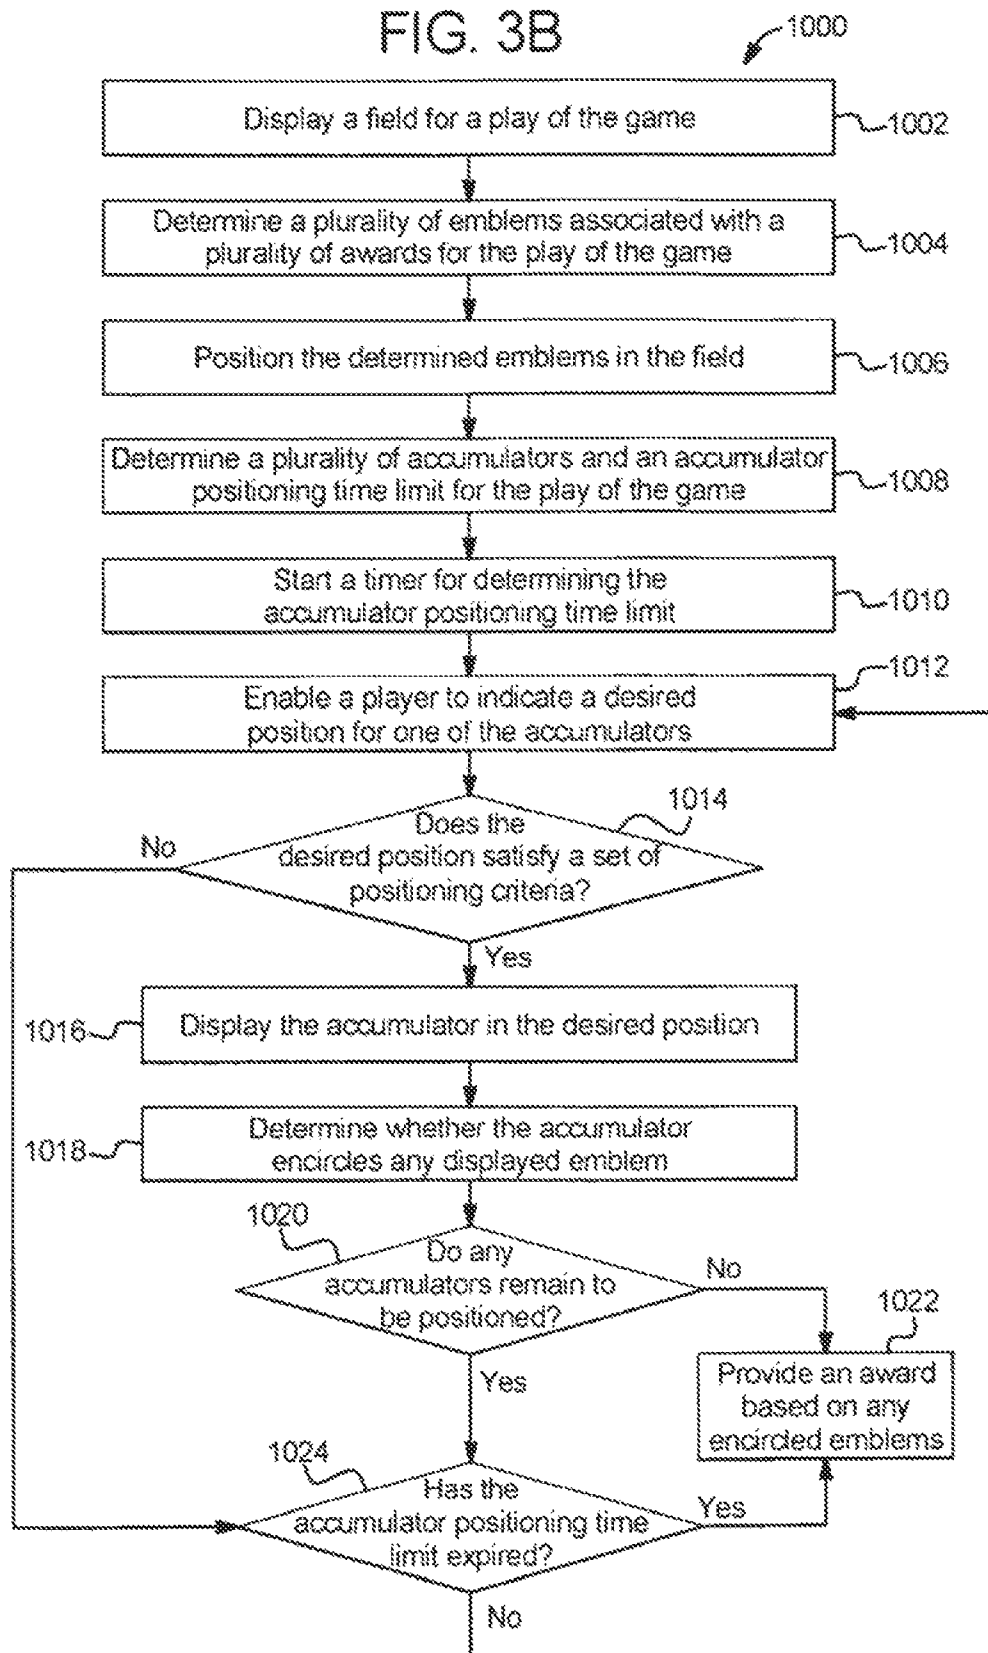 FIG. 3B
1000
Display a field for a play of the game
1002
Determine a plurality of emblems associated with a
plurality of awards for the play of the game
1004
Position the determined emblems in the field
1006
Determine a plurality of accumulators and an accumulator
positioning time limit for the play of the game
1008
Start a timer for determining the
accumulator positioning time limit
1010
1012
Enable a player to indicate a desired
position for one of the accumulators
1014
Does the
desired position satisfy a set of
positioning criteria?
No
Yes
1016
Display the accumulator in the desired position
1018
Determine whether the accumulator
encircles any displayed emblem
1020
Do any
accumulators remain to
be positioned?
No
Yes
1022
Provide an award
based on any
encircled emblems
1024
Has the
accumulator positioning time
limit expired?
Yes
No